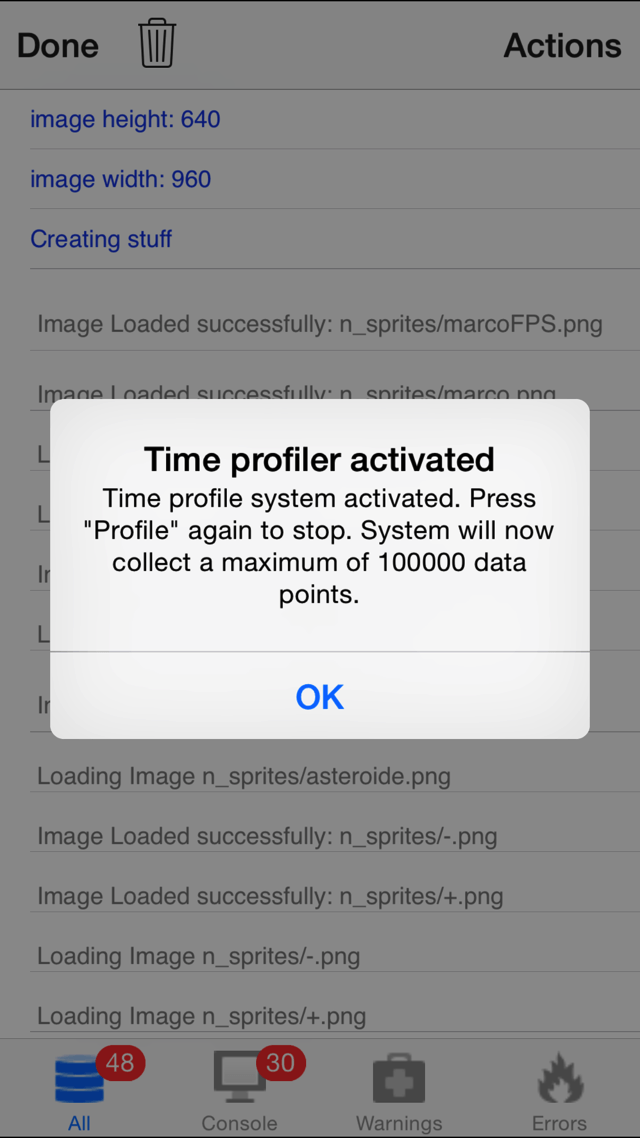 Done
Actions
image height: 640
image width: 960
Creating stuff
Image Loaded successfully: n_sprites/marcoFPS.png
Image Loaded successfully: n_sprites/marco.png
Time profiler activated
Time profile system activated. Press
"Profile" again to stop. System will now
collect a maximum of 100000 data
points.
OK
Loading Image n_sprites/asteroide.png
Image Loaded successfully: n_sprites/-.png
Image Loaded successfully: n_sprites/+.png
Loading Image n_sprites/-.png
Loading Image n_sprites/+.png
48
30
All
Console
Warnings
Errors